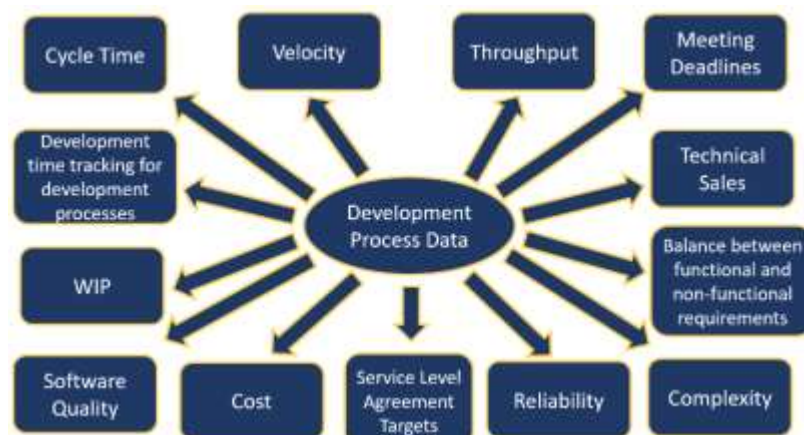 Cycle Time
Velocity
Throughput
Meeting
Deadlines
Development
time tracking for
development
processes
Technical
Sales
Development
Process Data
WIP
Balance between
functional and
non-functional
requirements
Software
Quality
Cost
Service Level
Agreement
Targets
Reliability
Complexity